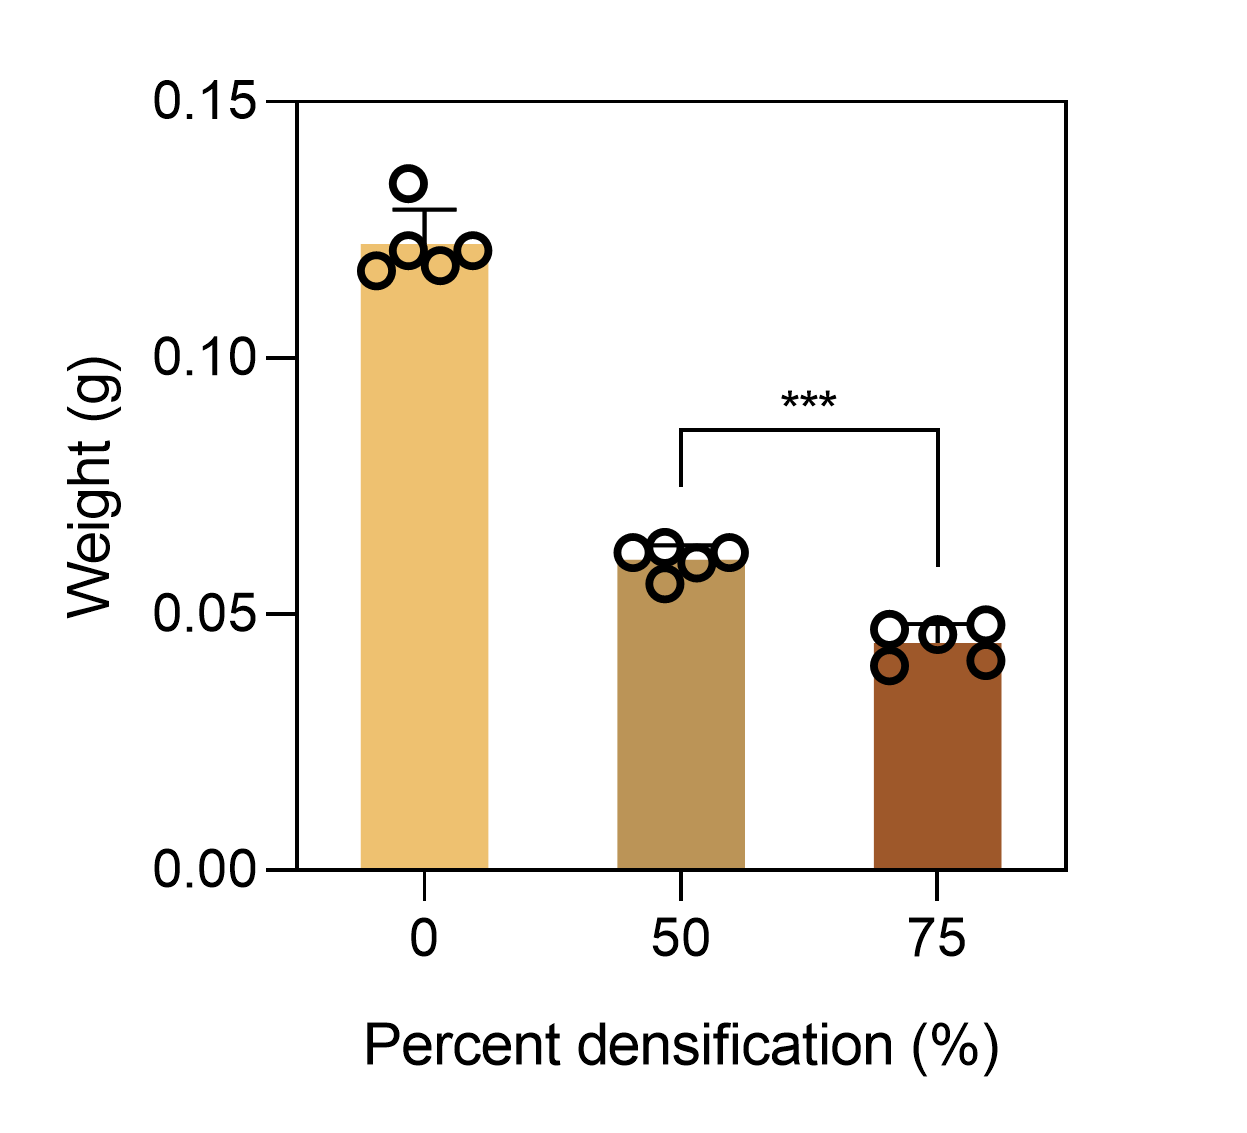 0.15
0.10
0.05
0.00
Weight (g)
***
0 50 75
Percent densification (%)